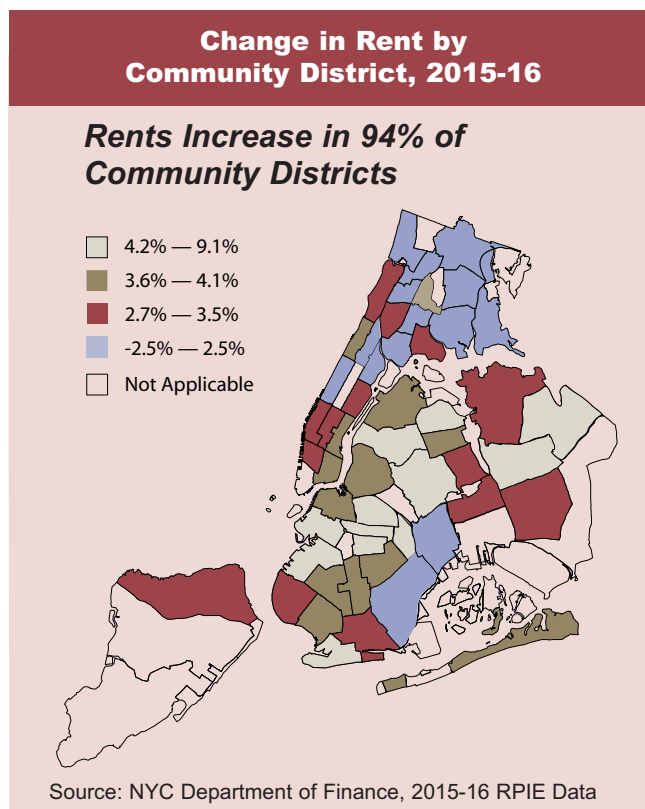 Change in Rent by
Community District, 2015-16
Rents Increase in 94% of
Community Districts
4.2% — 9.1%
3.6% — 4.1%
2.7% — 3.5%
-2.5% — 2.5%
Not Applicable
Source: NYC Department of Finance, 2015-16 RPIE Data